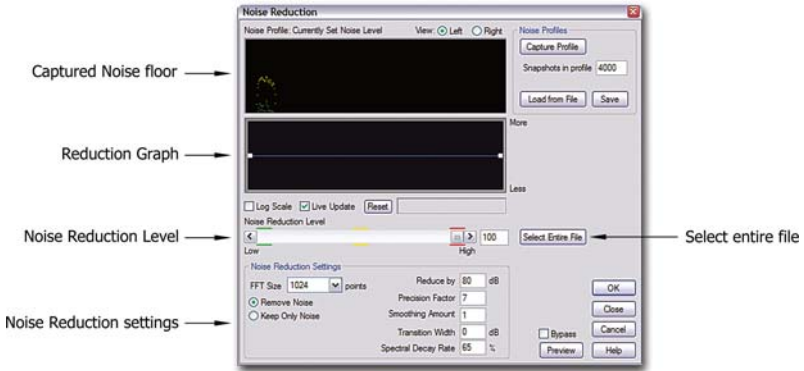 Noise Reduction
Noise Profile: Currently Set Noise Level View: Left Right
Noise Profiles
Capture Profile
Snapshots in profile 4000
Load from File Save
Captured Noise floor
More
Reduction Graph
Less
Log Scale Live Update Reset
Noise Reduction Level
Noise Reduction Level
100
Select Entire File
Select entire file
Low High
Noise Reduction Settings
FFT Size 1024 points
Remove Noise
Keep Only Noise
Reduce by 80 dB
Precision Factor 7
Smoothing Amount 1
Transition Width 0 dB
Spectral Decay Rate 65 %
Noise Reduction settings
OK
Close
Bypass Cancel
Preview Help